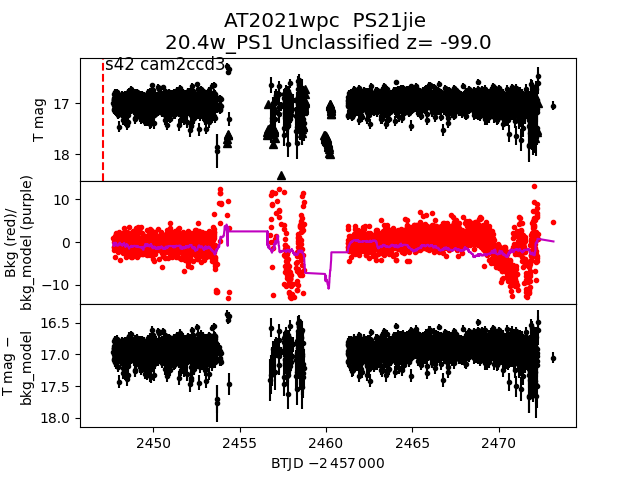 AT2021wpc  PS21jie
20.4w_PS1 Unclassified z= -99.0
s42 cam2ccd3
T mag
17
18
Bkg (red)/
bkg_model (purple)
10
0
−10
T mag −
bkg_model
16.5
17.0
17.5
18.0
2450
2455
2460
2465
2470
BTJD −2 457 000